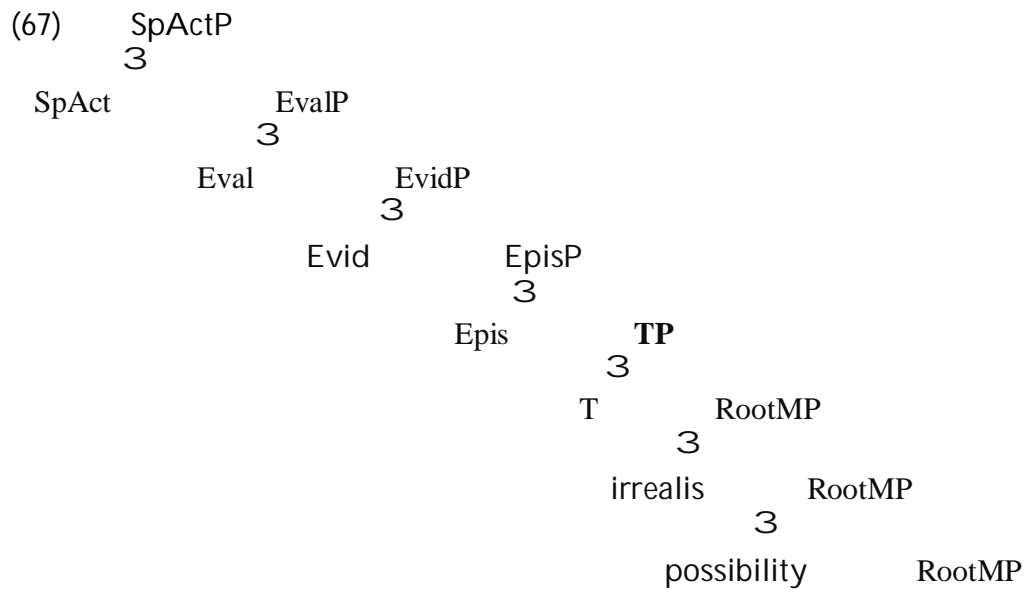 (67) SpActP
3
SpAct EvalP
3
Eval EvidP
3
Evid EpisP
3
Epis TP
3
T RootMP
3
irrealis RootMP
3
possibility RootMP